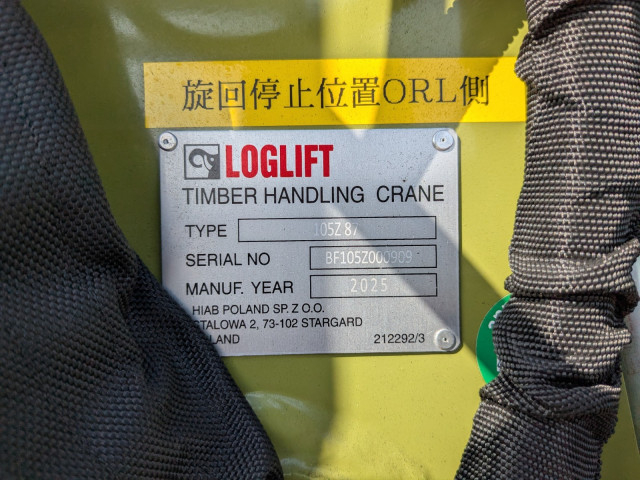 旋回停止位置ORL側
LOGLIFT
TIMBER HANDLING CRANE
TYPE 105Z 87
SERIAL NO BF105Z000909
MANUF. YEAR 2025
HIAB POLAND SP. Z O.O.
STALOWA 2, 73-102 STARGARD
212292/3